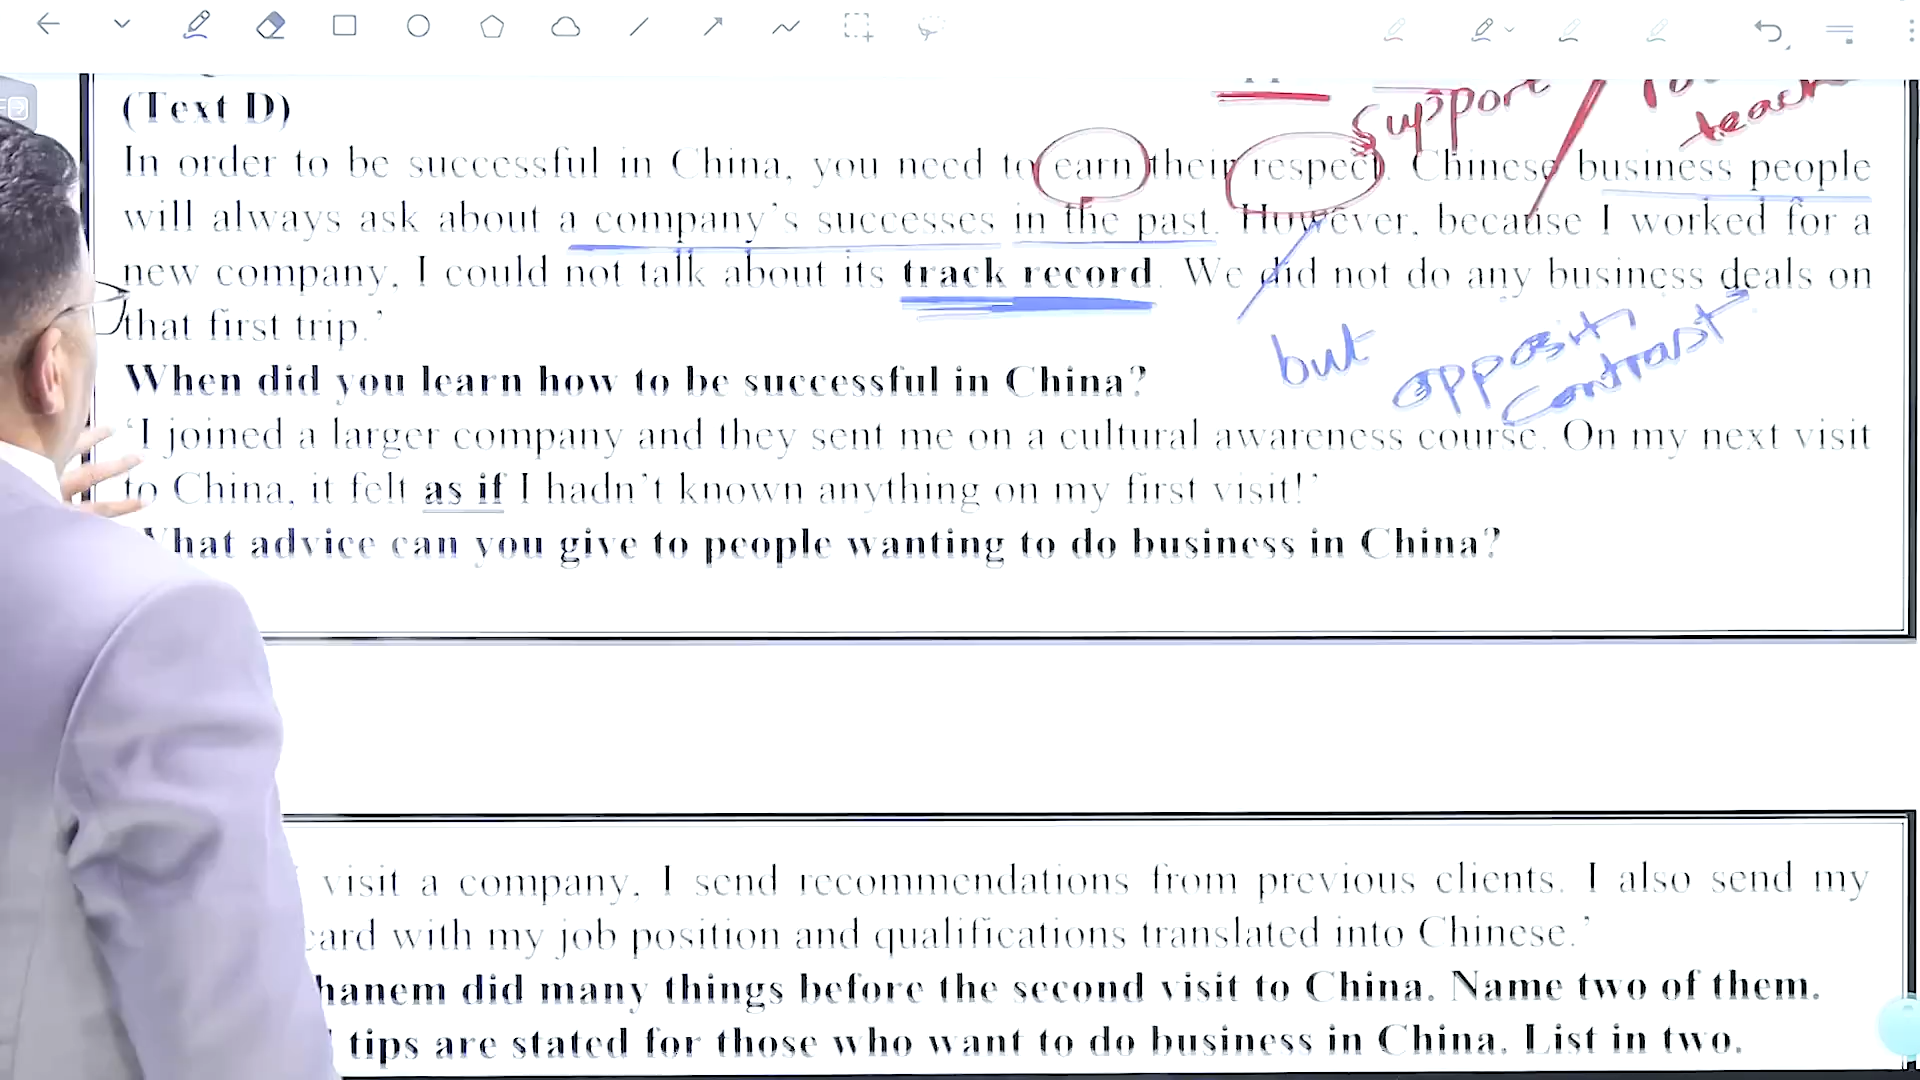 (Text D)
support
teach
In order to be successful in China, you need to earn their respect. Chinese business people
will always ask about a company's successes in the past. However, because I worked for a
new company, I could not talk about its track record. We did not do any business deals on
that first trip.'
but
opposit
contrast
When did you learn how to be successful in China?
'I joined a larger company and they sent me on a cultural awareness course. On my next visit
to China, it felt as if I hadn't known anything on my first visit!'
What advice can you give to people wanting to do business in China?
visit a company, I send recommendations from previous clients. I also send my
card with my job position and qualifications translated into Chinese.'
hanem did many things before the second visit to China. Name two of them.
tips are stated for those who want to do business in China. List in two.